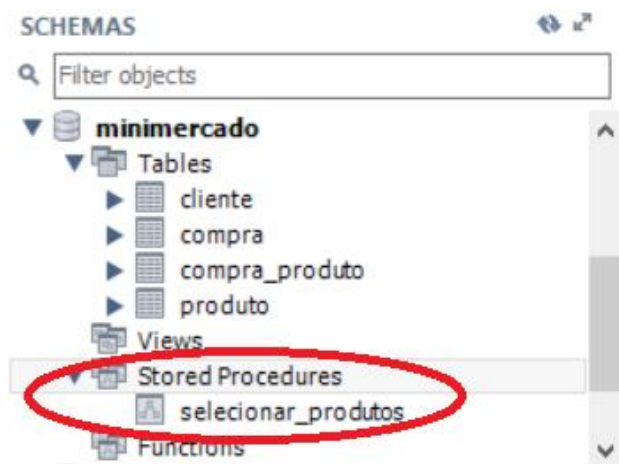 SCHEMAS
Filter objects
minimercado
Tables
cliente
compra
compra_produto
produto
Views
Stored Procedures
selecionar_produtos
Functions